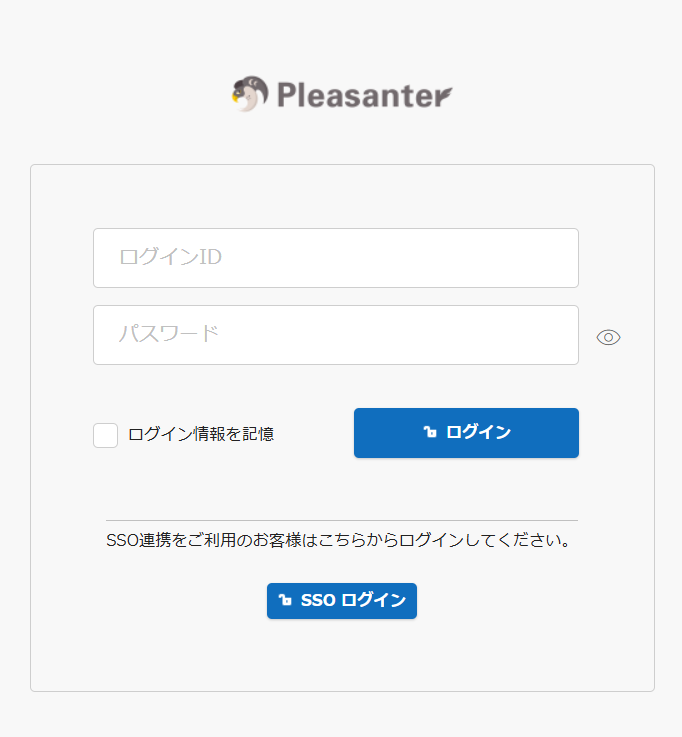 Pleasanter
ログインID
パスワード
ログイン情報を記憶
ログイン
SSO連携をご利用のお客様はこちらからログインしてください。
SSO ログイン